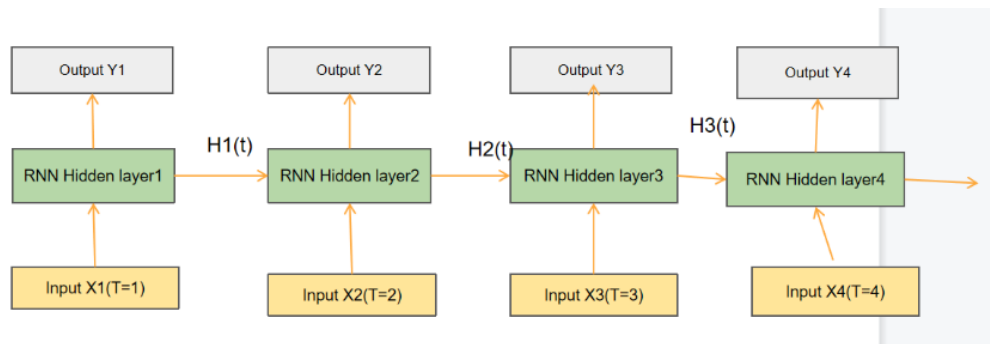 Output Y1
Output Y2
Output Y3
Output Y4
H1(t)
H2(t)
H3(t)
RNN Hidden layer1
RNN Hidden layer2
RNN Hidden layer3
RNN Hidden layer4
Input X1(T=1)
Input X2(T=2)
Input X3(T=3)
Input X4(T=4)